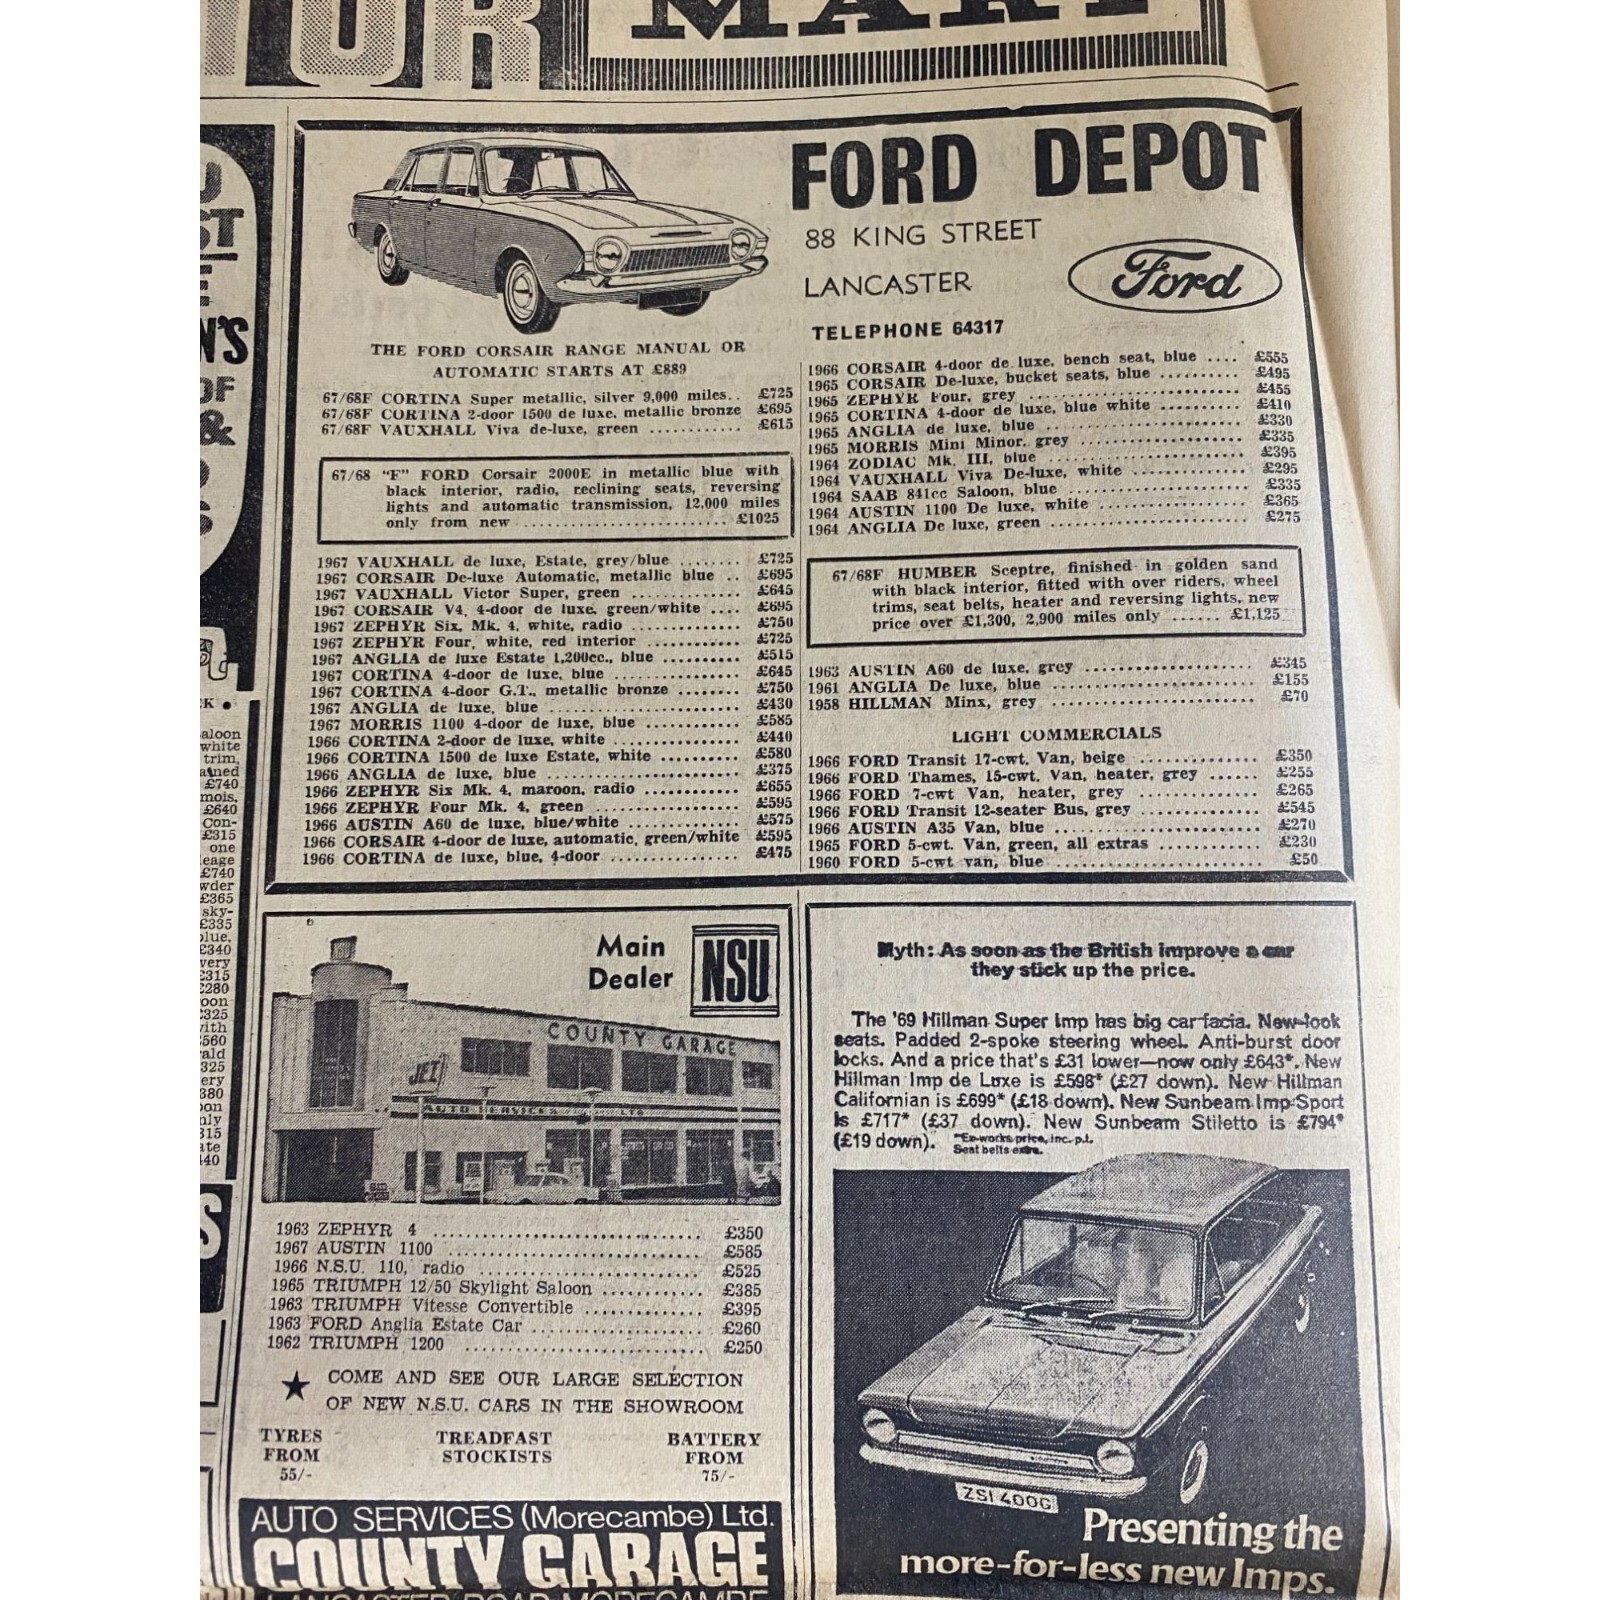 MART
FORD DEPOT
88 KING STREET
LANCASTER
Ford
TELEPHONE 64317
THE FORD CORSAIR RANGE MANUAL OR
AUTOMATIC STARTS AT £889
67/68F CORTINA Super metallic, silver 9,000 miles.. £725
67/68F CORTINA 2-door 1500 de luxe, metallic bronze £695
67/68F VAUXHALL Viva de-luxe, green ............ £615
67/68 "F" FORD Corsair 2000E in metallic blue with
black interior, radio, reclining seats, reversing
lights and automatic transmission, 12,000 miles
only from new ............................ £1025
1967 VAUXHALL de luxe, Estate, grey/blue ........ £725
1967 CORSAIR De-luxe Automatic, metallic blue .. £695
1967 VAUXHALL Victor Super, green ............ £645
1967 CORSAIR V4, 4-door de luxe, green/white .... £695
1967 ZEPHYR Six, Mk. 4, white, radio ............ £750
1967 ZEPHYR Four, white, red interior .......... £725
1967 ANGLIA de luxe Estate 1,200cc., blue .......... £515
1967 CORTINA 4-door de luxe, blue .............. £645
1967 CORTINA 4-door G.T., metallic bronze ........ £750
1967 ANGLIA de luxe, blue ...................... £430
1967 MORRIS 1100 4-door de luxe, blue ............ £585
1966 CORTINA 2-door de luxe, white .............. £440
1966 CORTINA 1500 de luxe Estate, white .......... £580
1966 ANGLIA de luxe, blue ...................... £375
1966 ZEPHYR Six Mk. 4, maroon, radio ............ £655
1966 ZEPHYR Four Mk. 4, green .................. £595
1966 AUSTIN A60 de luxe, blue/white .............. £575
1966 CORSAIR 4-door de luxe, automatic, green/white £595
1966 CORTINA de luxe, blue, 4-door .............. £475
1966 CORSAIR 4-door de luxe, bench seat, blue .... £555
1965 CORSAIR De-luxe, bucket seats, blue .......... £495
1965 ZEPHYR Four, grey ........................ £455
1965 CORTINA 4-door de luxe, blue white .......... £410
1965 ANGLIA de luxe, blue ...................... £330
1965 MORRIS Mini Minor, grey .................. £335
1964 ZODIAC Mk. III, blue ...................... £395
1964 VAUXHALL Viva De-luxe, white .............. £295
1964 SAAB 841cc Saloon, blue .................... £335
1964 AUSTIN 1100 De luxe, white ................ £365
1964 ANGLIA De luxe, green .................... £275
67/68F HUMBER Sceptre, finished in golden sand
with black interior, fitted with over riders, wheel
trims, seat belts, heater and reversing lights, new
price over £1,300, 2,900 miles only ...... £1,125
1963 AUSTIN A60 de luxe, grey .................. £345
1961 ANGLIA De luxe, blue ...................... £155
1958 HILLMAN Minx, grey ...................... £70
LIGHT COMMERCIALS
1966 FORD Transit 17-cwt. Van, beige ............ £350
1966 FORD Thames, 15-cwt. Van, heater, grey ...... £255
1966 FORD 7-cwt Van, heater, grey .............. £265
1966 FORD Transit 12-seater Bus, grey ............ £545
1966 AUSTIN A35 Van, blue .................... £270
1965 FORD 5-cwt. Van, green, all extras .......... £230
1960 FORD 5-cwt van, blue ...................... £50
Main
Dealer
NSU
COUNTY GARAGE
JET
AUTO SERVICES
1963 ZEPHYR 4 .............................. £350
1967 AUSTIN 1100 ............................ £585
1966 N.S.U. 110, radio ........................ £525
1965 TRIUMPH 12/50 Skylight Saloon ............ £385
1963 TRIUMPH Vitesse Convertible .............. £395
1963 FORD Anglia Estate Car .................... £260
1962 TRIUMPH 1200 .......................... £250
★ COME AND SEE OUR LARGE SELECTION
OF NEW N.S.U. CARS IN THE SHOWROOM
TYRES
FROM
55/-
TREADFAST
STOCKISTS
BATTERY
FROM
75/-
AUTO SERVICES (Morecambe) Ltd.
COUNTY GARAGE
LANCASTER ROAD MORECAMBE
Myth: As soon as the British improve a car
they stick up the price.
The '69 Hillman Super Imp has big car facia. New-look
seats. Padded 2-spoke steering wheel. Anti-burst door
locks. And a price that's £31 lower—now only £643*. New
Hillman Imp de Luxe is £598* (£27 down). New Hillman
Californian is £699* (£18 down). New Sunbeam Imp Sport
is £717* (£37 down). New Sunbeam Stiletto is £794*
(£19 down). *Ex-works price, inc. p.t.
Seat belts extra.
ZSI 400G
Presenting the
more-for-less new Imps.